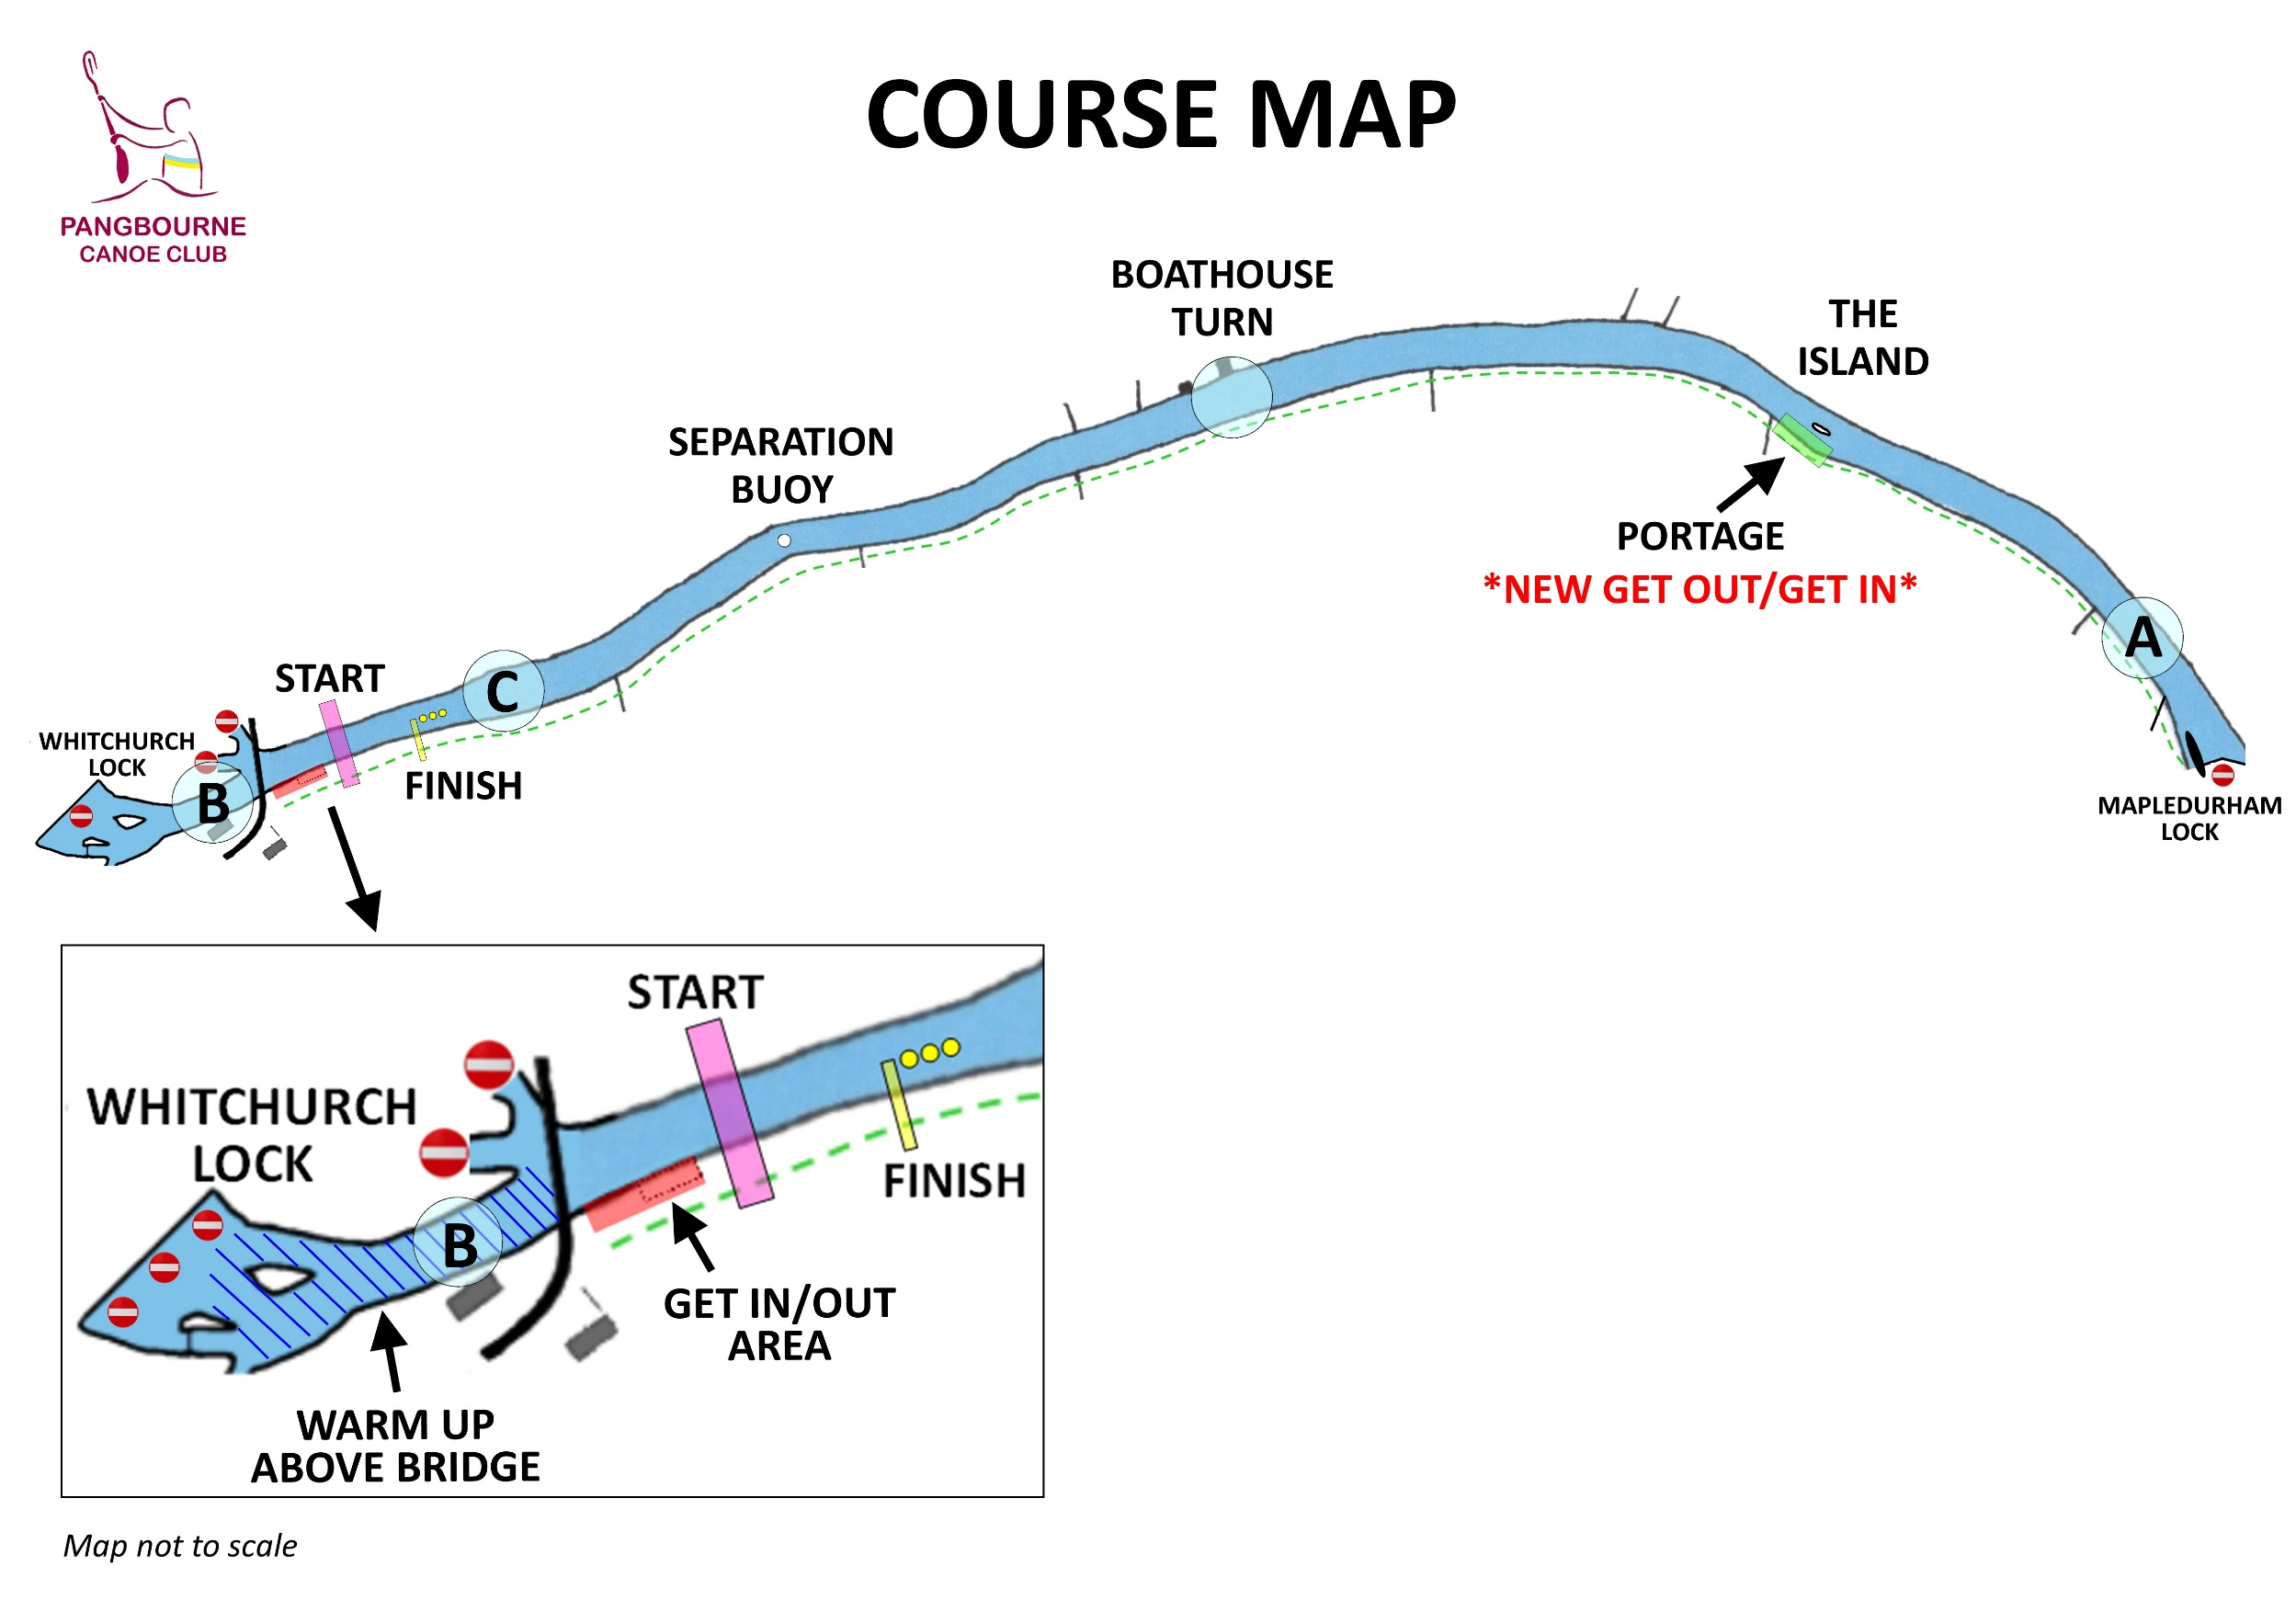 COURSE MAP
PANGBOURNE
CANOE CLUB
BOATHOUSE
TURN
THE
ISLAND
SEPARATION
BUOY
PORTAGE
*NEW GET OUT/GET IN*
A
C
START
WHITCHURCH
LOCK
B
FINISH
MAPLEDURHAM
LOCK
START
WHITCHURCH
LOCK
FINISH
B
GET IN/OUT
AREA
WARM UP
ABOVE BRIDGE
Map not to scale